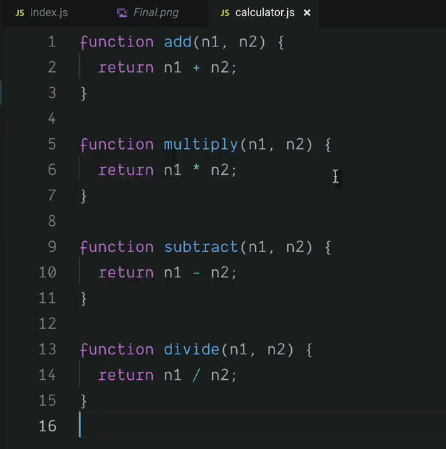 JS index.js Final.png JS calculator.js ×
1 function add(n1, n2) {
2 return n1 + n2;
3 }
4
5 function multiply(n1, n2) {
6 return n1 * n2;
7 }
8
9 function subtract(n1, n2) {
10 return n1 - n2;
11 }
12
13 function divide(n1, n2) {
14 return n1 / n2;
15 }
16